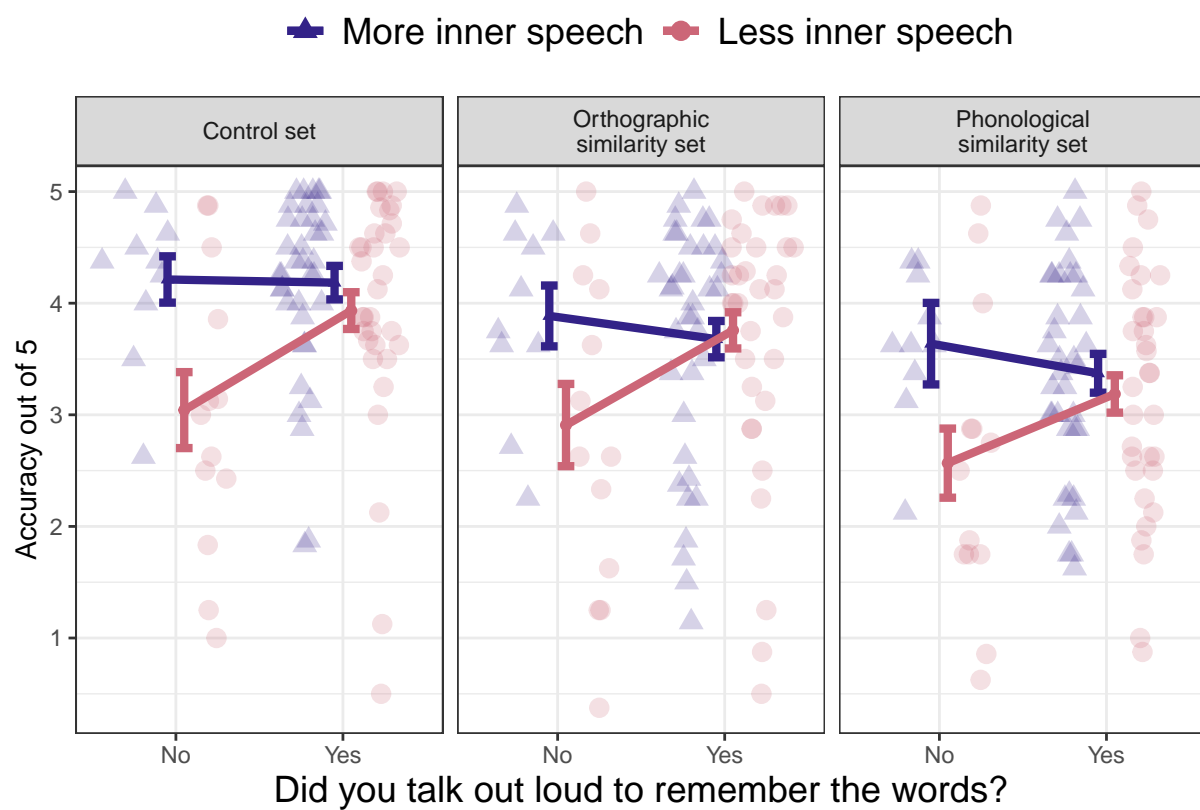 More inner speech Less inner speech
Control set
Orthographic
similarity set
Phonological
similarity set
Accuracy out of 5
5
4
3
2
1
No Yes No Yes No Yes
Did you talk out loud to remember the words?